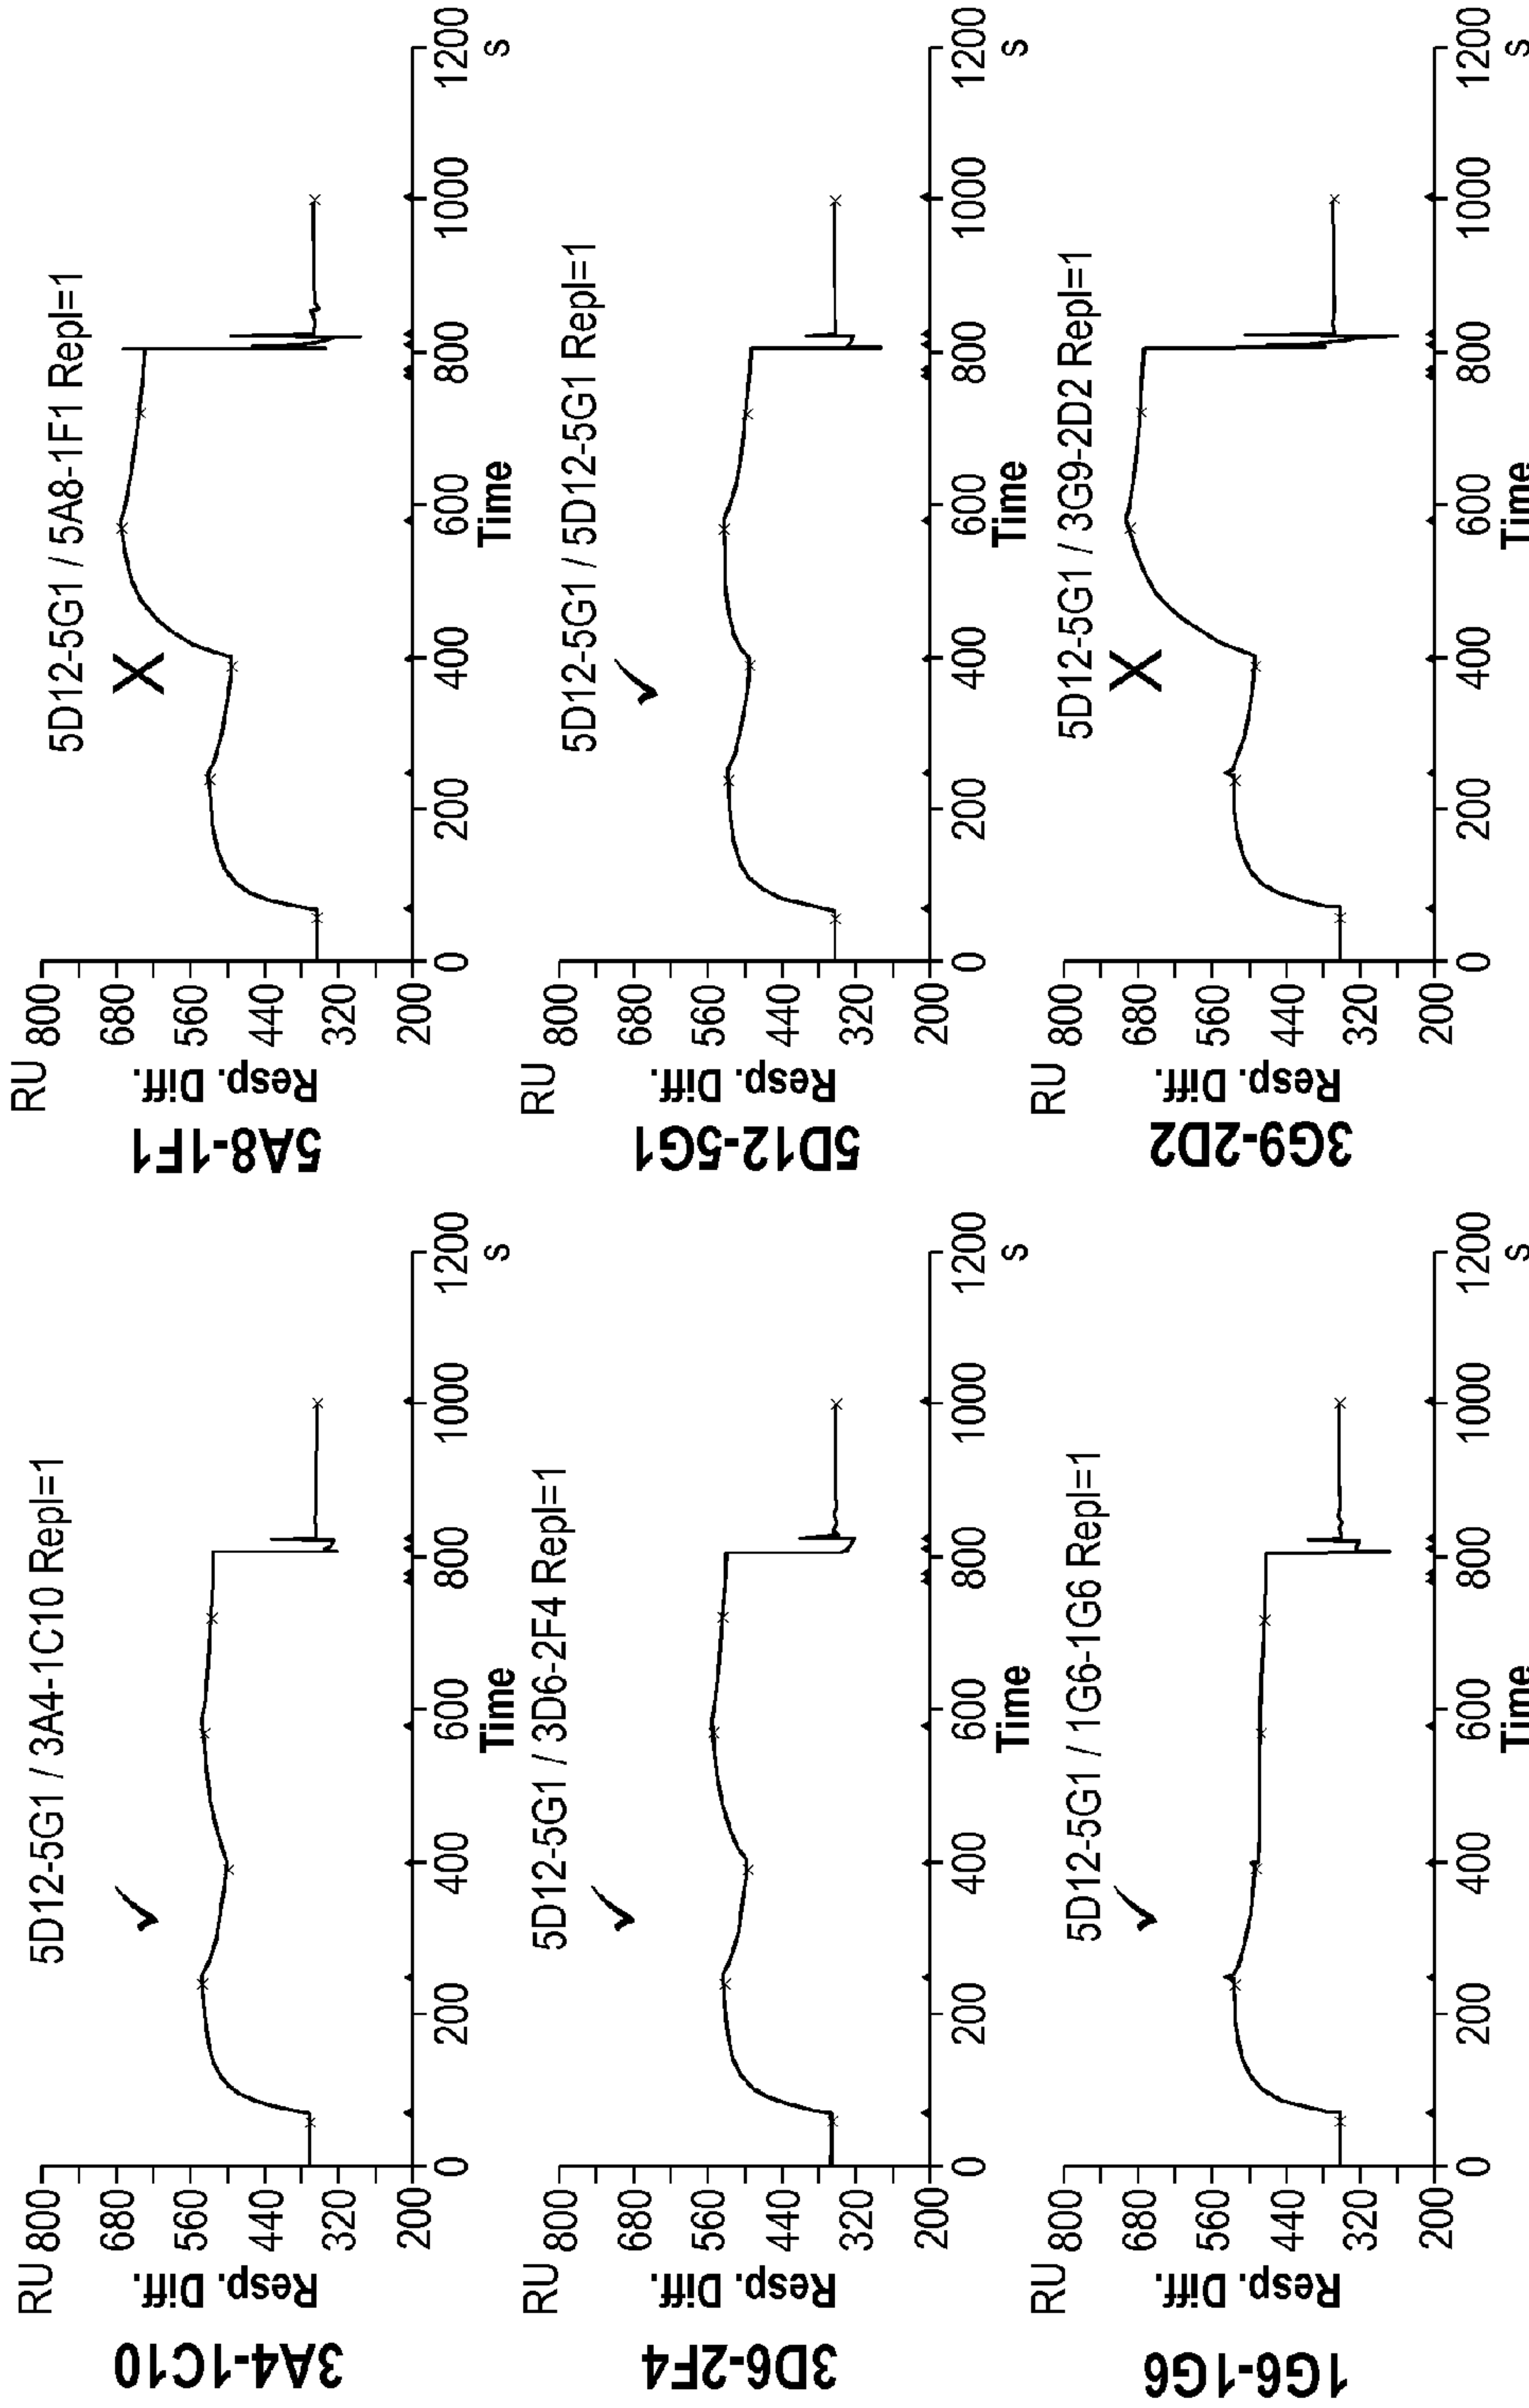 3A4-1C10
5D12-5G1 / 3A4-1C10 Repl=1
RU
800
680
560
440
320
200
Resp. Diff.
0 200 400 600 800 1000 1200
Time
s
5A8-1F1
5D12-5G1 / 5A8-1F1 Repl=1
X
RU
800
680
560
440
320
200
Resp. Diff.
0 200 400 600 800 1000 1200
Time
s
3D6-2F4
5D12-5G1 / 3D6-2F4 Repl=1
RU
800
680
560
440
320
200
Resp. Diff.
0 200 400 600 800 1000 1200
Time
s
5D12-5G1
5D12-5G1 / 5D12-5G1 Repl=1
RU
800
680
560
440
320
200
Resp. Diff.
0 200 400 600 800 1000 1200
Time
s
1G6-1G6
5D12-5G1 / 1G6-1G6 Repl=1
RU
800
680
560
440
320
200
Resp. Diff.
0 200 400 600 800 1000 1200
Time
s
3G9-2D2
5D12-5G1 / 3G9-2D2 Repl=1
X
RU
800
680
560
440
320
200
Resp. Diff.
0 200 400 600 800 1000 1200
Time
s